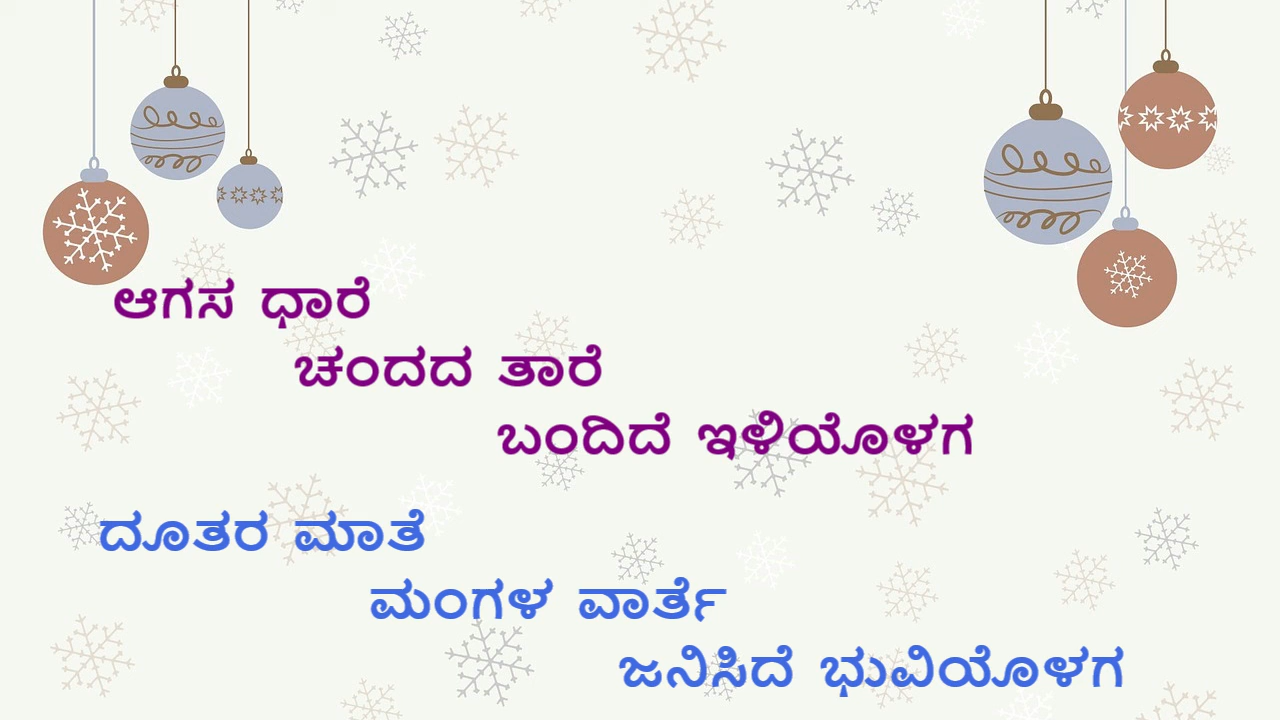 ಆಗಸ ಧಾರೆ
ಚಂದದ ತಾರೆ
ಬಂದಿದೆ ಇಳಿಯೊಳಗ
ದೂತರ ಮಾತೆ
ಮಂಗಳ ವಾರ್ತೆ
ಜನಿಸಿದೆ ಭುವಿಯೊಳಗ